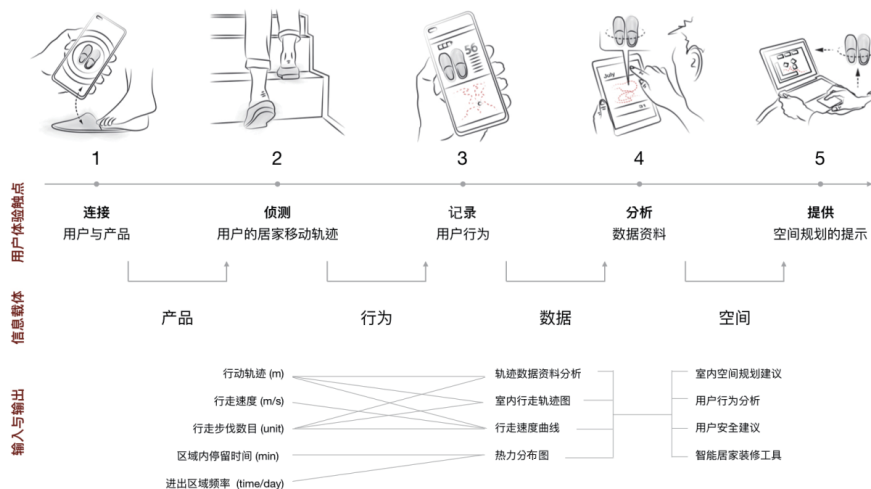 56
July
1
2
3
4
5
用户体验触点
连接
用户与产品
侦测
用户的居家移动轨迹
记录
用户行为
分析
数据资料
提供
空间规划的提示
信息载体
产品
行为
数据
空间
输入与输出
行动轨迹 (m)
行走速度 (m/s)
行走步伐数目 (unit)
区域内停留时间 (min)
进出区域频率 (time/day)
轨迹数据资料分析
室内行走轨迹图
行走速度曲线
热力分布图
室内空间规划建议
用户行为分析
用户安全建议
智能居家装修工具